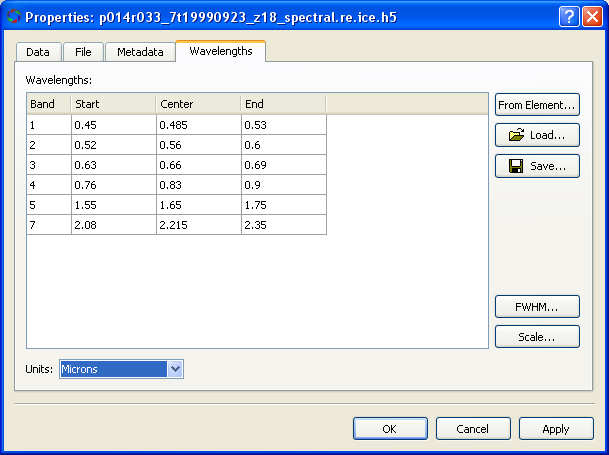 Properties: p014r033_7t19990923_z18_spectral.re.ice.h5
Data File Metadata Wavelengths
Wavelengths:
Band Start Center End
1 0.45 0.485 0.53
2 0.52 0.56 0.6
3 0.63 0.66 0.69
4 0.76 0.83 0.9
5 1.55 1.65 1.75
7 2.08 2.215 2.35
From Element...
Load...
Save...
FWHM...
Scale...
Units: Microns
OK Cancel Apply